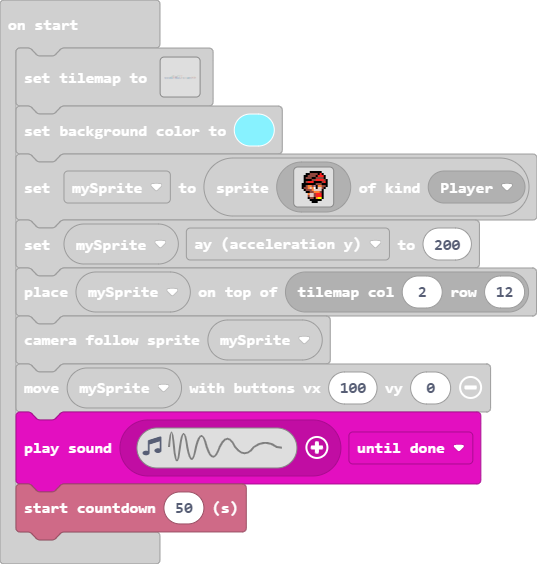 on start
set tilemap to
set background color to
set mySprite to sprite of kind Player
set mySprite ay (acceleration y) to 200
place mySprite on top of tilemap col 2 row 12
camera follow sprite mySprite
move mySprite with buttons vx 100 vy 0
play sound until done
start countdown 50 (s)